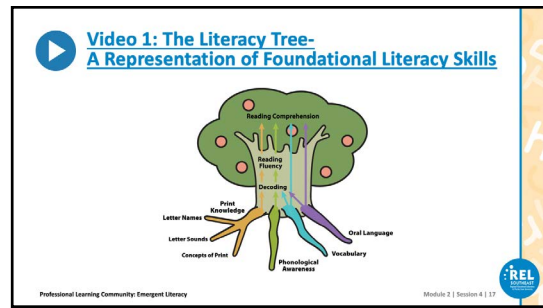 Video 1: The Literacy Tree-
A Representation of Foundational Literacy Skills
Reading Comprehension
Reading
Fluency
Decoding
Print
Knowledge
Letter Names
Letter Sounds
Concepts of Print
Phonological
Awareness
Vocabulary
Oral Language
Professional Learning Community: Emergent Literacy
Module 2 | Session 4 | 17
REL
SOUTHEAST